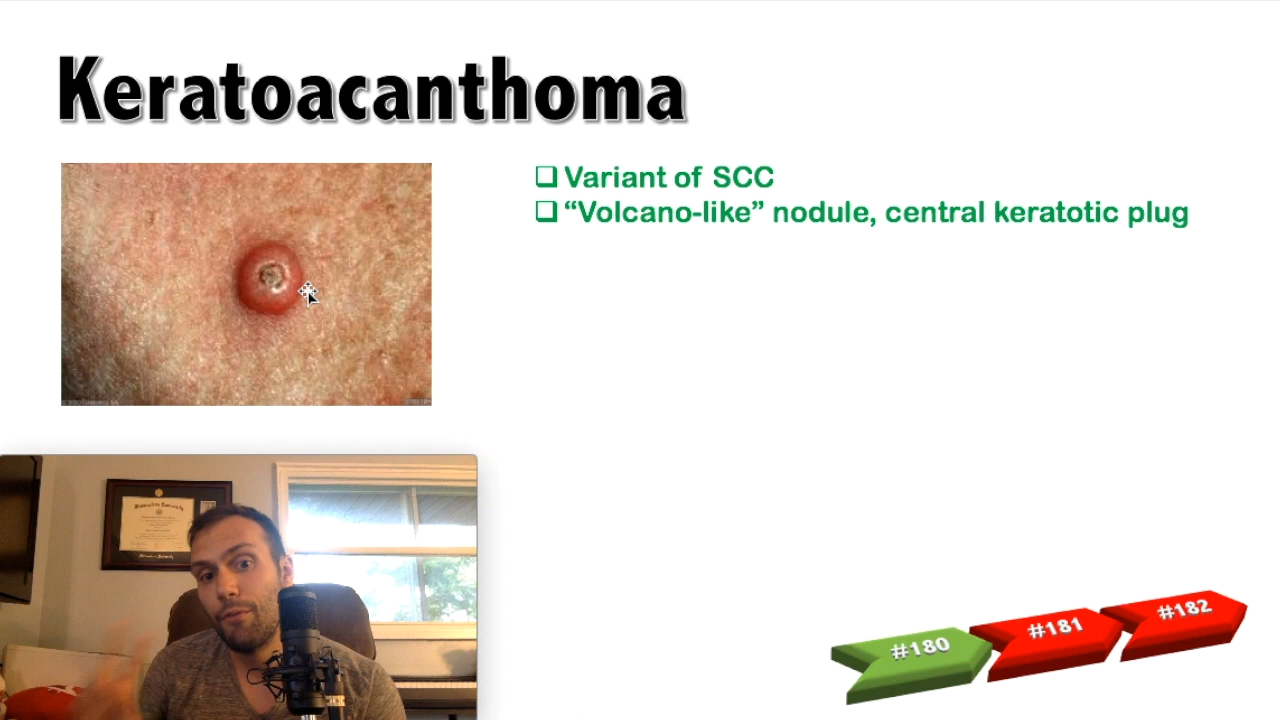 Keratoacanthoma
❑ Variant of SCC
❑ “Volcano-like” nodule, central keratotic plug
#180
#181
#182